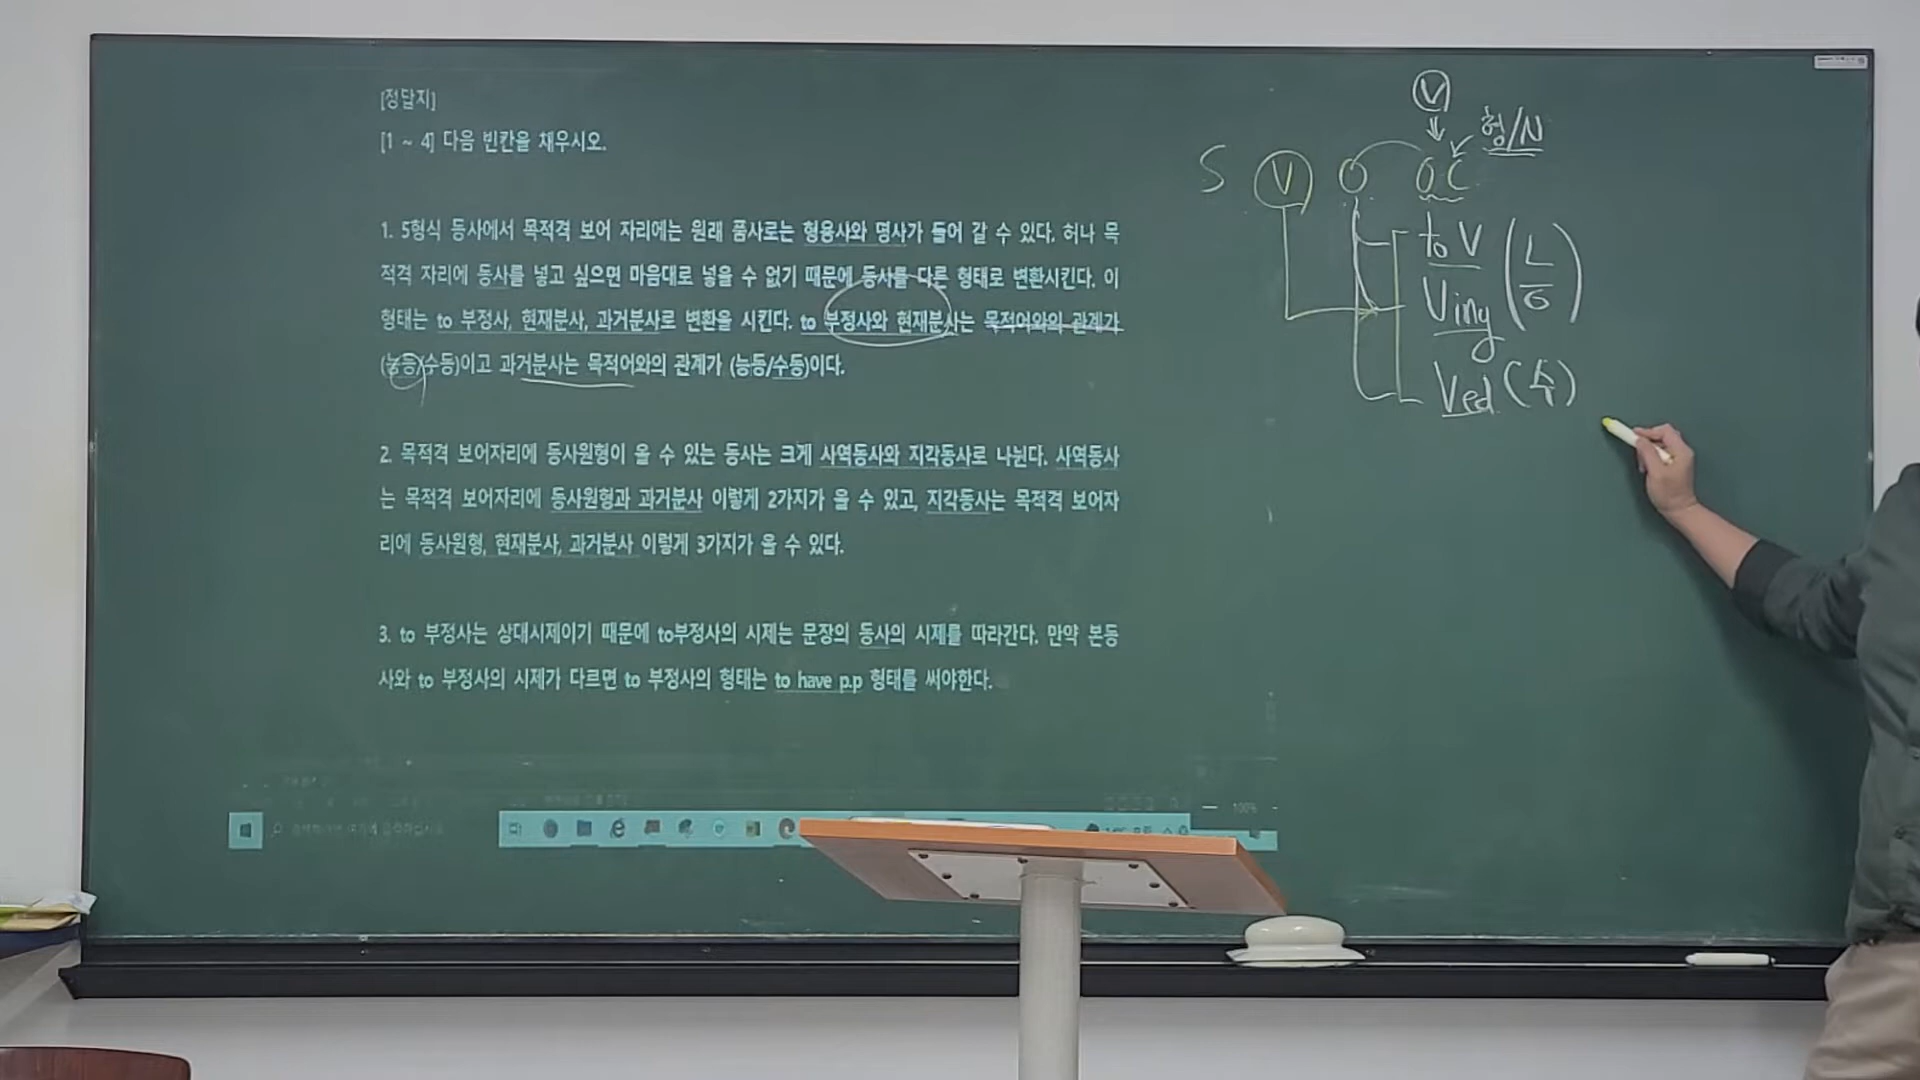 [정답지]
[1 ~ 4] 다음 빈칸을 채우시오.
1. 5형식 동사에서 목적격 보어 자리에는 원래 품사로는 형용사와 명사가 들어 갈 수 있다. 허나 목
적격 자리에 동사를 넣고 싶으면 마음대로 넣을 수 없기 때문에 동사를 다른 형태로 변환시킨다. 이
형태는 to 부정사, 현재분사, 과거분사로 변환을 시킨다. to 부정사와 현재분사는 목적어와의 관계가
(능동/수동)이고 과거분사는 목적어와의 관계가 (능동/수동)이다.
2. 목적격 보어자리에 동사원형이 올 수 있는 동사는 크게 사역동사와 지각동사로 나뉜다. 사역동사
는 목적격 보어자리에 동사원형과 과거분사 이렇게 2가지가 올 수 있고, 지각동사는 목적격 보어자
리에 동사원형, 현재분사, 과거분사 이렇게 3가지가 올 수 있다.
3. to 부정사는 상대시제이기 때문에 to부정사의 시제는 문장의 동사의 시제를 따라간다. 만약 본동
사와 to 부정사의 시제가 다르면 to 부정사의 형태는 to have p.p 형태를 써야한다.
100%
V
형/N
S V O O.C
to V
Ving
Ved (수)